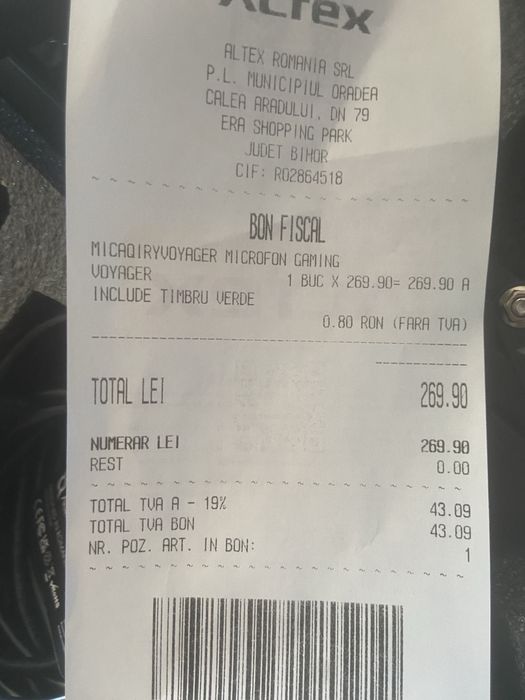 ALTEX
ALTEX ROMANIA SRL
P.L. MUNICIPIUL ORADEA
CALEA ARADULUI, DN 79
ERA SHOPPING PARK
JUDET BIHOR
CIF: RO2864518
BON FISCAL
MICAQIRYVOYAGER MICROFON GAMING
VOYAGER 1 BUC X 269.90= 269.90 A
INCLUDE TIMBRU VERDE
0.80 RON (FARA TVA)
TOTAL LEI 269.90
NUMERAR LEI 269.90
REST 0.00
TOTAL TVA A - 19% 43.09
TOTAL TVA BON 43.09
NR. POZ. ART. IN BON: 1